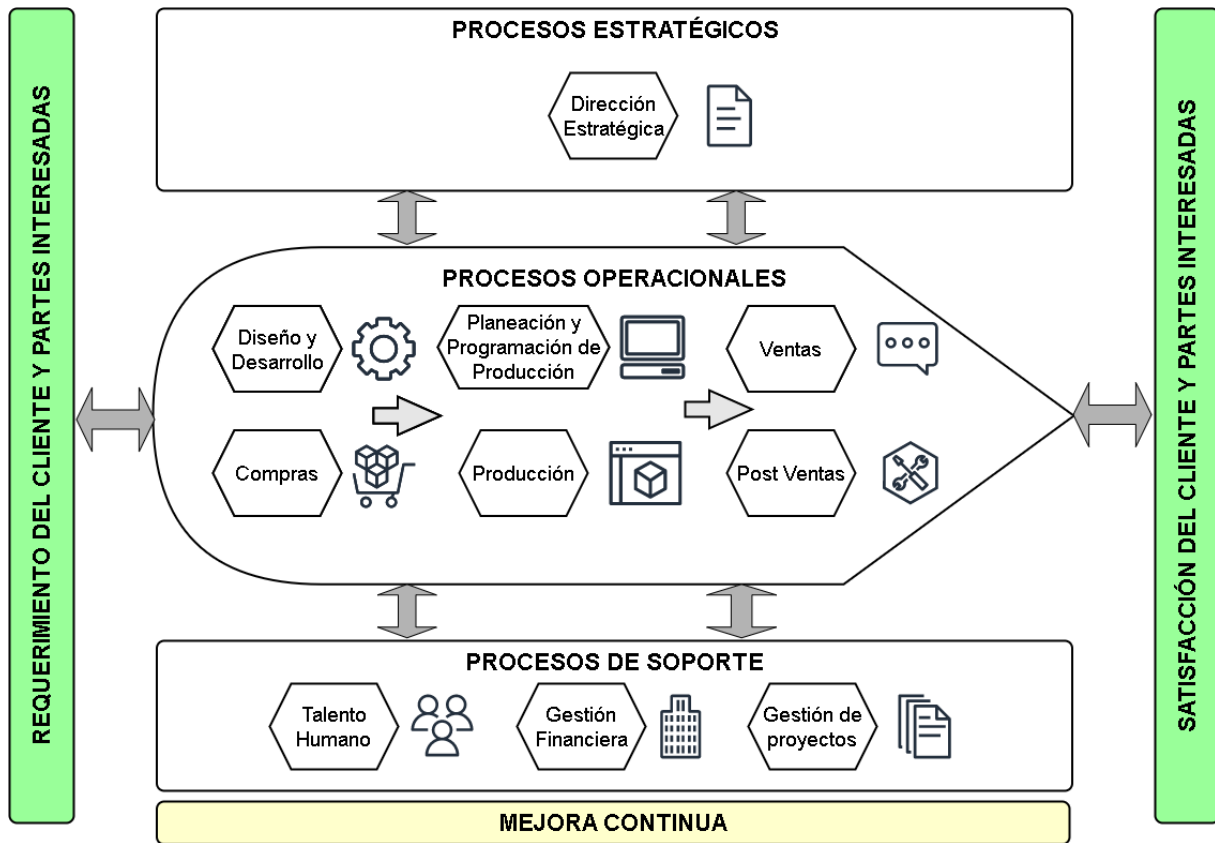 REQUERIMIENTO DEL CLIENTE Y PARTES INTERESADAS
PROCESOS ESTRATÉGICOS
Dirección
Estratégica
PROCESOS OPERACIONALES
Diseño y
Desarrollo
Planeación y
Programación de
Producción
Ventas
Compras
Producción
Post Ventas
PROCESOS DE SOPORTE
Talento
Humano
Gestión
Financiera
Gestión de
proyectos
MEJORA CONTINUA
SATISFACCIÓN DEL CLIENTE Y PARTES INTERESADAS